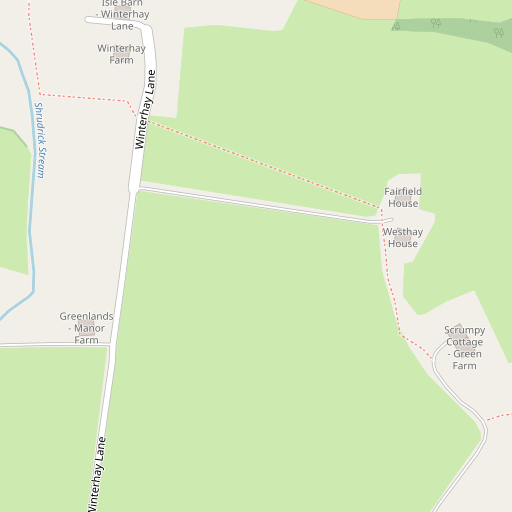 Isle Barn
- Winterhay
Lane
Winterhay
Farm
Winterhay Lane
Shrudrick Stream
Fairfield
House
Westhay
House
Greenlands
- Manor
Farm
Scrumpy
Cottage
- Green
Farm
Winterhay Lane